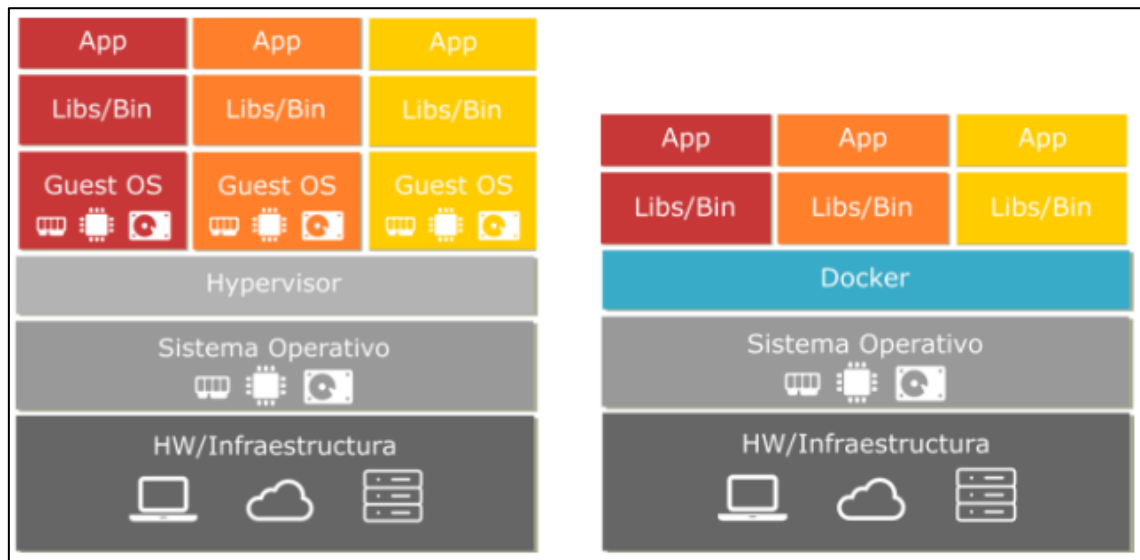 App
App
App
Libs/Bin
Libs/Bin
Libs/Bin
Guest OS
Guest OS
Guest OS
Hypervisor
Sistema Operativo
HW/Infraestructura
App
App
App
Libs/Bin
Libs/Bin
Libs/Bin
Docker
Sistema Operativo
HW/Infraestructura